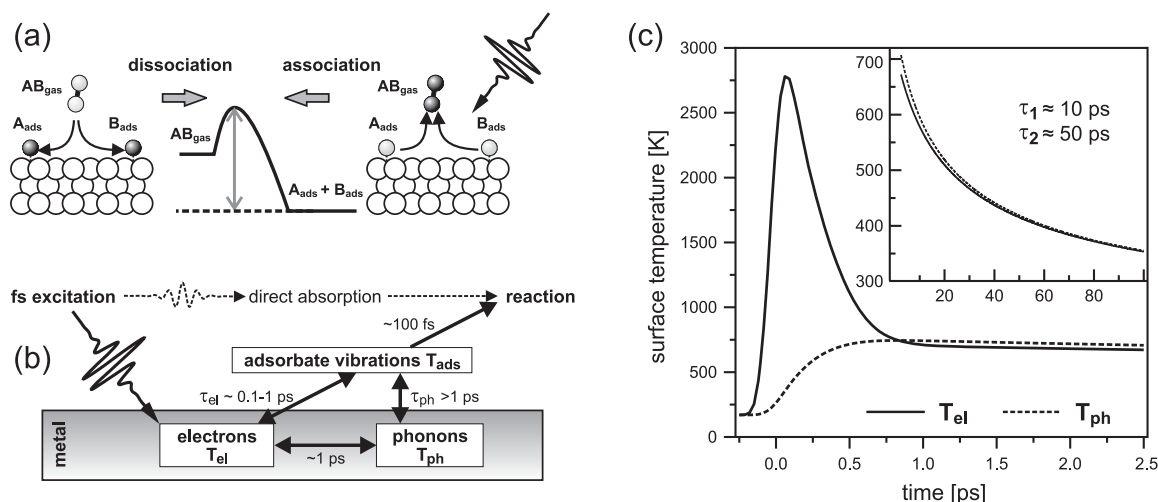 (a)
dissociation
association
AB_gas
AB_gas
A_ads
B_ads
AB_gas
A_ads
B_ads
A_ads + B_ads
fs excitation
direct absorption
reaction
~100 fs
(b)
adsorbate vibrations T_ads
τ_el ~ 0.1-1 ps
τ_ph >1 ps
metal
electrons
T_el
~1 ps
phonons
T_ph
(c)
surface temperature [K]
3000
2500
2000
1500
1000
500
0
0.0
0.5
1.0
1.5
2.0
2.5
time [ps]
T_el
T_ph
700
600
500
400
300
20
40
60
80
τ_1 ≈ 10 ps
τ_2 ≈ 50 ps